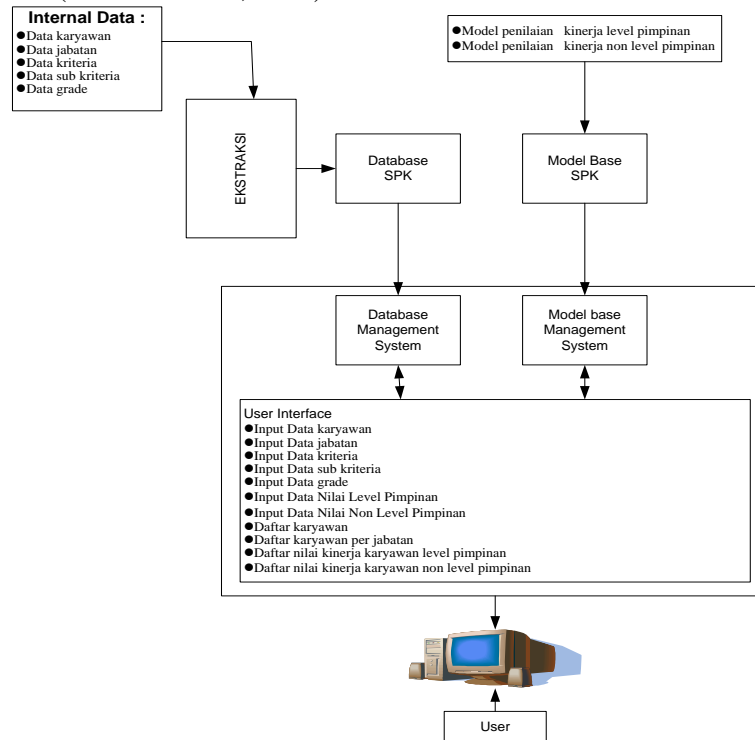 Internal Data :
●Data karyawan
●Data jabatan
●Data kriteria
●Data sub kriteria
●Data grade
●Model penilaian kinerja level pimpinan
●Model penilaian kinerja non level pimpinan
EKSTRAKSI
Database
SPK
Model Base
SPK
Database
Management
System
Model base
Management
System
User Interface
●Input Data karyawan
●Input Data jabatan
●Input Data kriteria
●Input Data sub kriteria
●Input Data grade
●Input Data Nilai Level Pimpinan
●Input Data Nilai Non Level Pimpinan
●Daftar karyawan
●Daftar karyawan per jabatan
●Daftar nilai kinerja karyawan level pimpinan
●Daftar nilai kinerja karyawan non level pimpinan
User